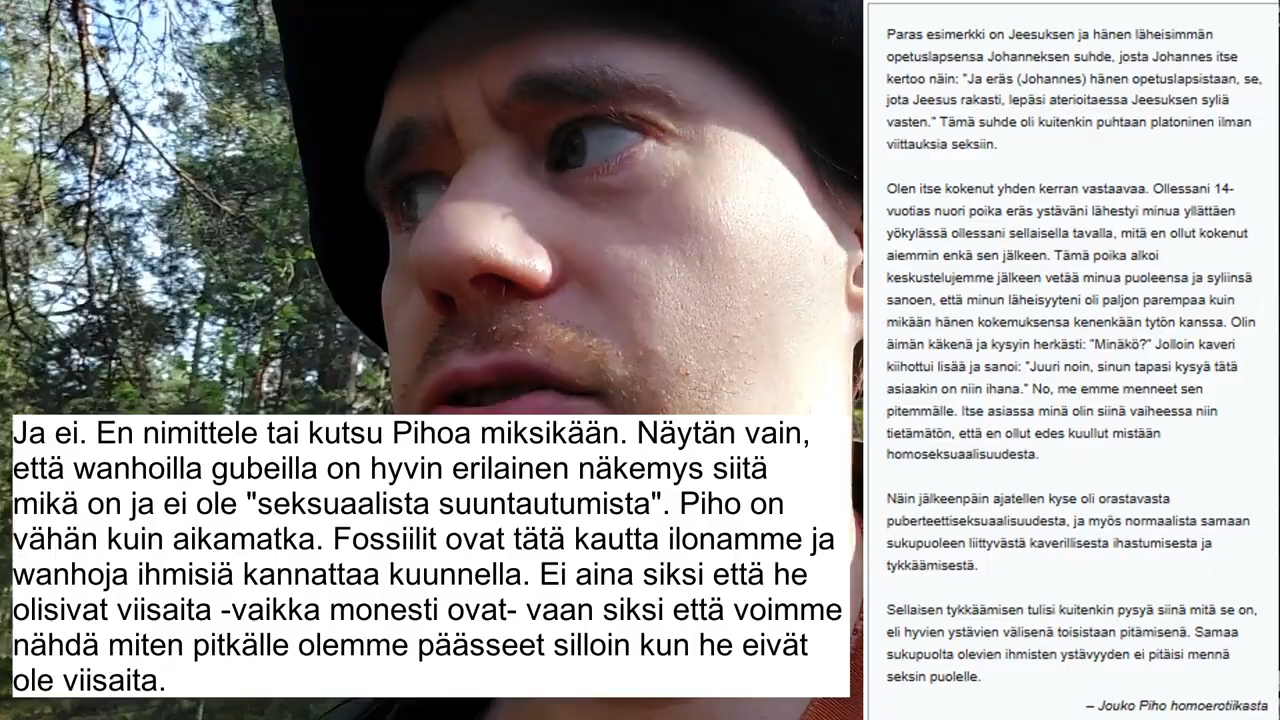 Ja ei. En nimittele tai kutsu Pihoa miksikään. Näytän vain,
että wanhoilla gubeilla on hyvin erilainen näkemys siitä
mikä on ja ei ole "seksuaalista suuntautumista". Piho on
vähän kuin aikamatka. Fossiilit ovat tätä kautta ilonamme ja
wanhoja ihmisiä kannattaa kuunnella. Ei aina siksi että he
olisivat viisaita -vaikka monesti ovat- vaan siksi että voimme
nähdä miten pitkälle olemme päässeet silloin kun he eivät
ole viisaita.
Paras esimerkki on Jeesuksen ja hänen läheisimmän
opetuslapsensa Johanneksen suhde, josta Johannes itse
kertoo näin: "Ja eräs (Johannes) hänen opetuslapsistaan, se,
jota Jeesus rakasti, lepäsi aterioitaessa Jeesuksen syliä
vasten." Tämä suhde oli kuitenkin puhtaan platoninen ilman
viittauksia seksiin.
Olen itse kokenut yhden kerran vastaavaa. Ollessani 14-
vuotias nuori poika eräs ystäväni lähestyi minua yllättäen
yökylässä ollessani sellaisella tavalla, mitä en ollut kokenut
aiemmin enkä sen jälkeen. Tämä poika alkoi
keskustelujemme jälkeen vetää minua puoleensa ja syliinsä
sanoen, että minun läheisyyteni oli paljon parempaa kuin
mikään hänen kokemuksensa kenenkään tytön kanssa. Olin
äimän käkenä ja kysyin herkästi: "Minäkö?" Jolloin kaveri
kiihottui lisää ja sanoi: "Juuri noin, sinun tapasi kysyä tätä
asiaakin on niin ihana." No, me emme menneet sen
pitemmälle. Itse asiassa minä olin siinä vaiheessa niin
tietämätön, että en ollut edes kuullut mistään
homoseksuaalisuudesta.
Näin jälkeenpäin ajatellen kyse oli orastavasta
puberteettiseksuaalisuudesta, ja myös normaalista samaan
sukupuoleen liittyvästä kaverillisesta ihastumisesta ja
tykkäämisestä.
Sellaisen tykkäämisen tulisi kuitenkin pysyä siinä mitä se on,
eli hyvien ystävien välisenä toisistaan pitämisenä. Samaa
sukupuolta olevien ihmisten ystävyyden ei pitäisi mennä
seksin puolelle.
– Jouko Piho homoerotiikasta